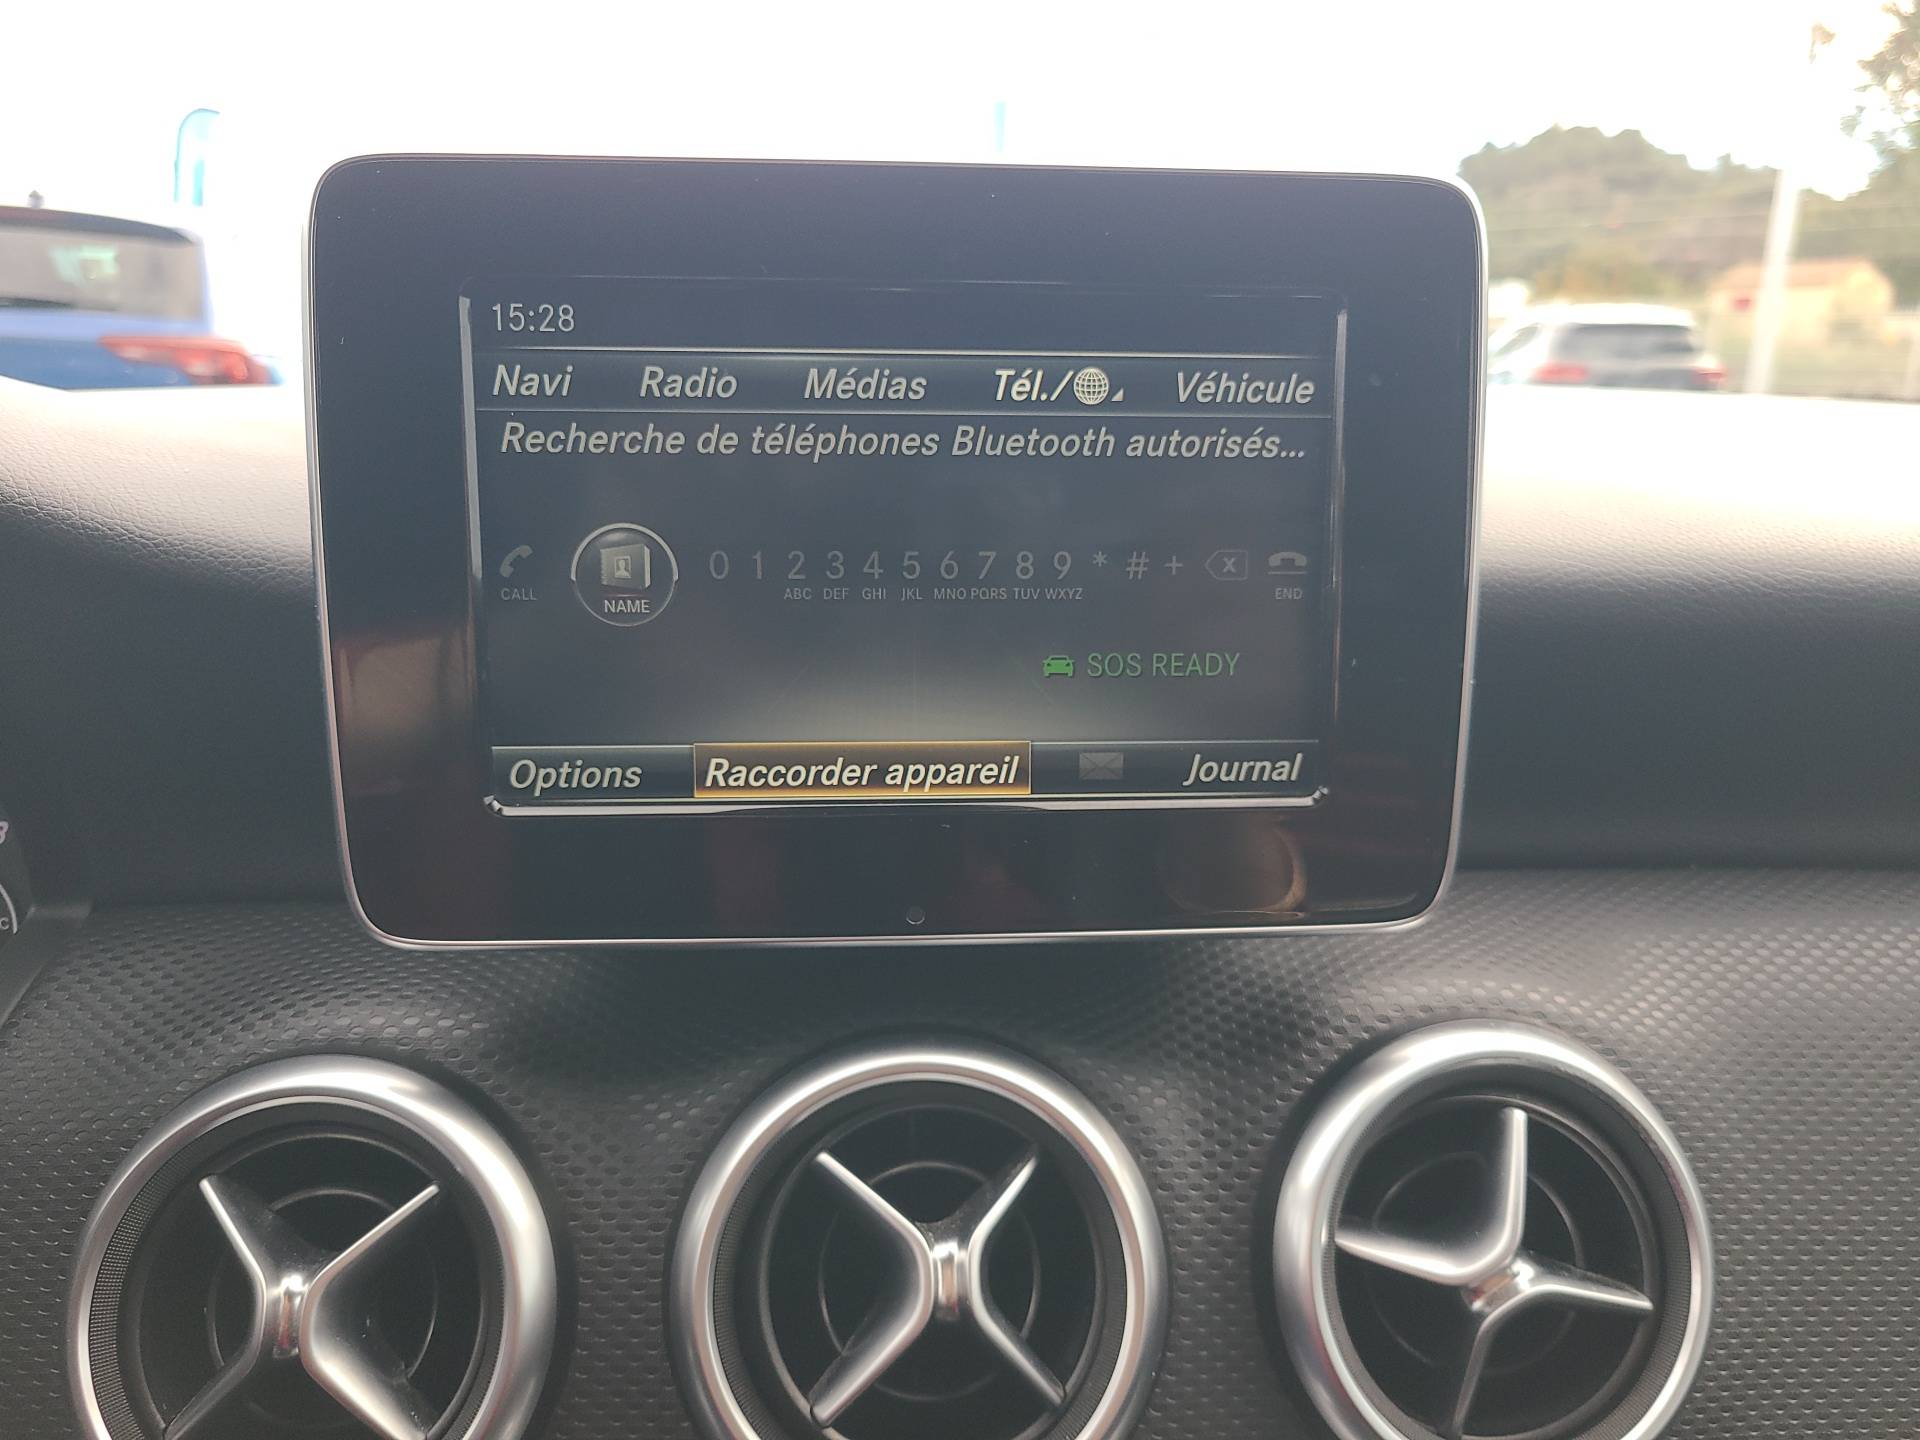 15:28
Navi Radio Médias Tél./ Véhicule
Recherche de téléphones Bluetooth autorisés...
0 1 2 3 4 5 6 7 8 9 * # +
CALL NAME ABC DEF GHI JKL MNO PQRS TUV WXYZ END
SOS READY
Options Raccorder appareil Journal